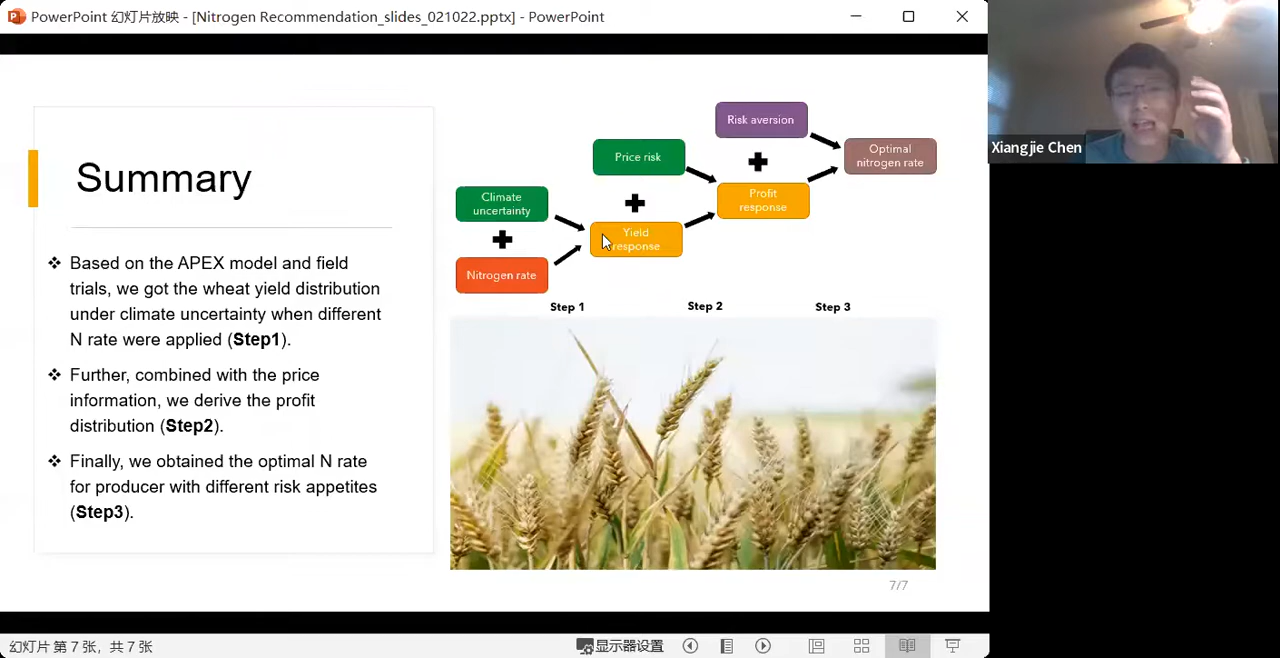 PowerPoint 幻灯片放映 - [Nitrogen Recommendation_slides_021022.pptx] - PowerPoint
Xiangjie Chen
Summary
❖ Based on the APEX model and field
trials, we got the wheat yield distribution
under climate uncertainty when different
N rate were applied (Step1).
❖ Further, combined with the price
information, we derive the profit
distribution (Step2).
❖ Finally, we obtained the optimal N rate
for producer with different risk appetites
(Step3).
Risk aversion
Optimal
nitrogen rate
Price risk
Profit
response
Climate
uncertainty
Yield
response
Nitrogen rate
Step 1
Step 2
Step 3
7/7
幻灯片 第 7 张，共 7 张
显示器设置